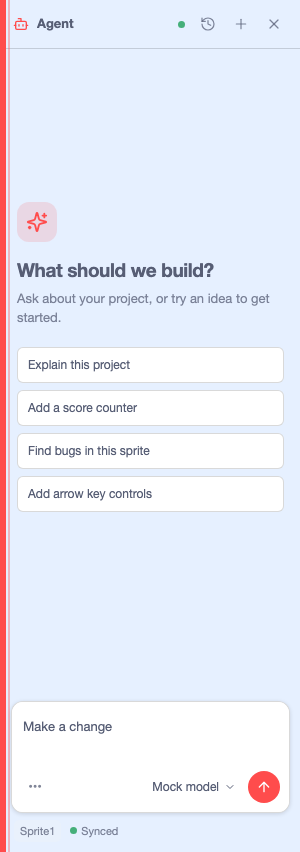 Agent
What should we build?
Ask about your project, or try an idea to get
started.
Explain this project
Add a score counter
Find bugs in this sprite
Add arrow key controls
Make a change
Mock model
Sprite1 Synced